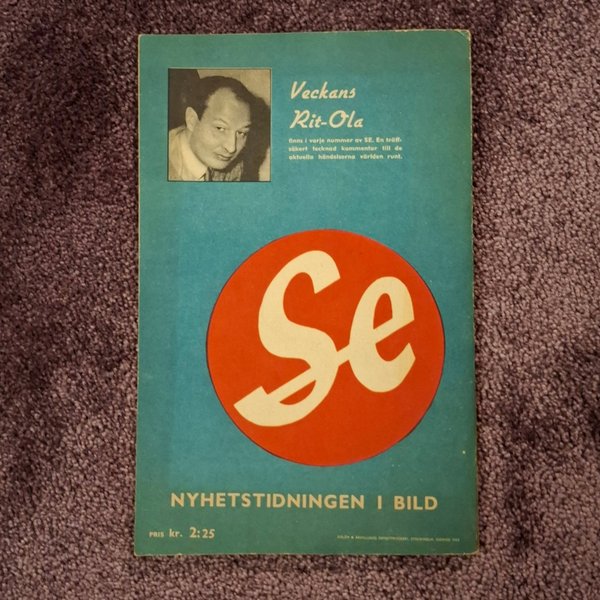 Veckans
Rit-Ola
finns i varje nummer av SE. En träff-
säkert tecknad kommentar till de
aktuella händelserna världen runt.
Se
NYHETSTIDNINGEN I BILD
PRIS kr. 2:25
STOCKHOLM